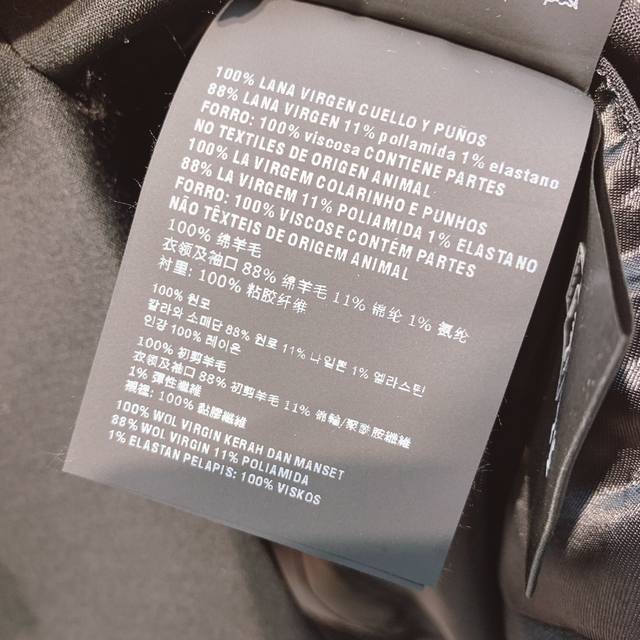 100% LANA VIRGEN CUELLO Y PUÑOS
88% LANA VIRGEN 11% poliamida 1% elastano
FORRO: 100% viscosa CONTIENE PARTES
NO TEXTILES DE ORIGEN ANIMAL
100% LA VIRGEM COLARINHO E PUNHOS
88% LA VIRGEM 11% POLIAMIDA 1% ELASTANO
FORRO: 100% VISCOSE CONTÉM PARTES
NÃO TÊXTEIS DE ORIGEM ANIMAL
100% 绵羊毛
衣领及袖口 88% 绵羊毛 11% 锦纶 1% 氨纶
衬里: 100% 粘胶纤维
100% 원모
칼라와 소매단 88% 원로 11% 나일론 1% 엘라스틴
안감 100% 레이온
100% 初剪羊毛
衣领及袖口 88% 初剪羊毛 11% 錦綸/聚醯胺纖維
1% 彈性纖維
襯裡: 100% 黏膠纖維
100% WOL VIRGIN KERAH DAN MANSET
88% WOL VIRGIN 11% POLIAMIDA
1% ELASTAN PELAPIS: 100% VISKOS